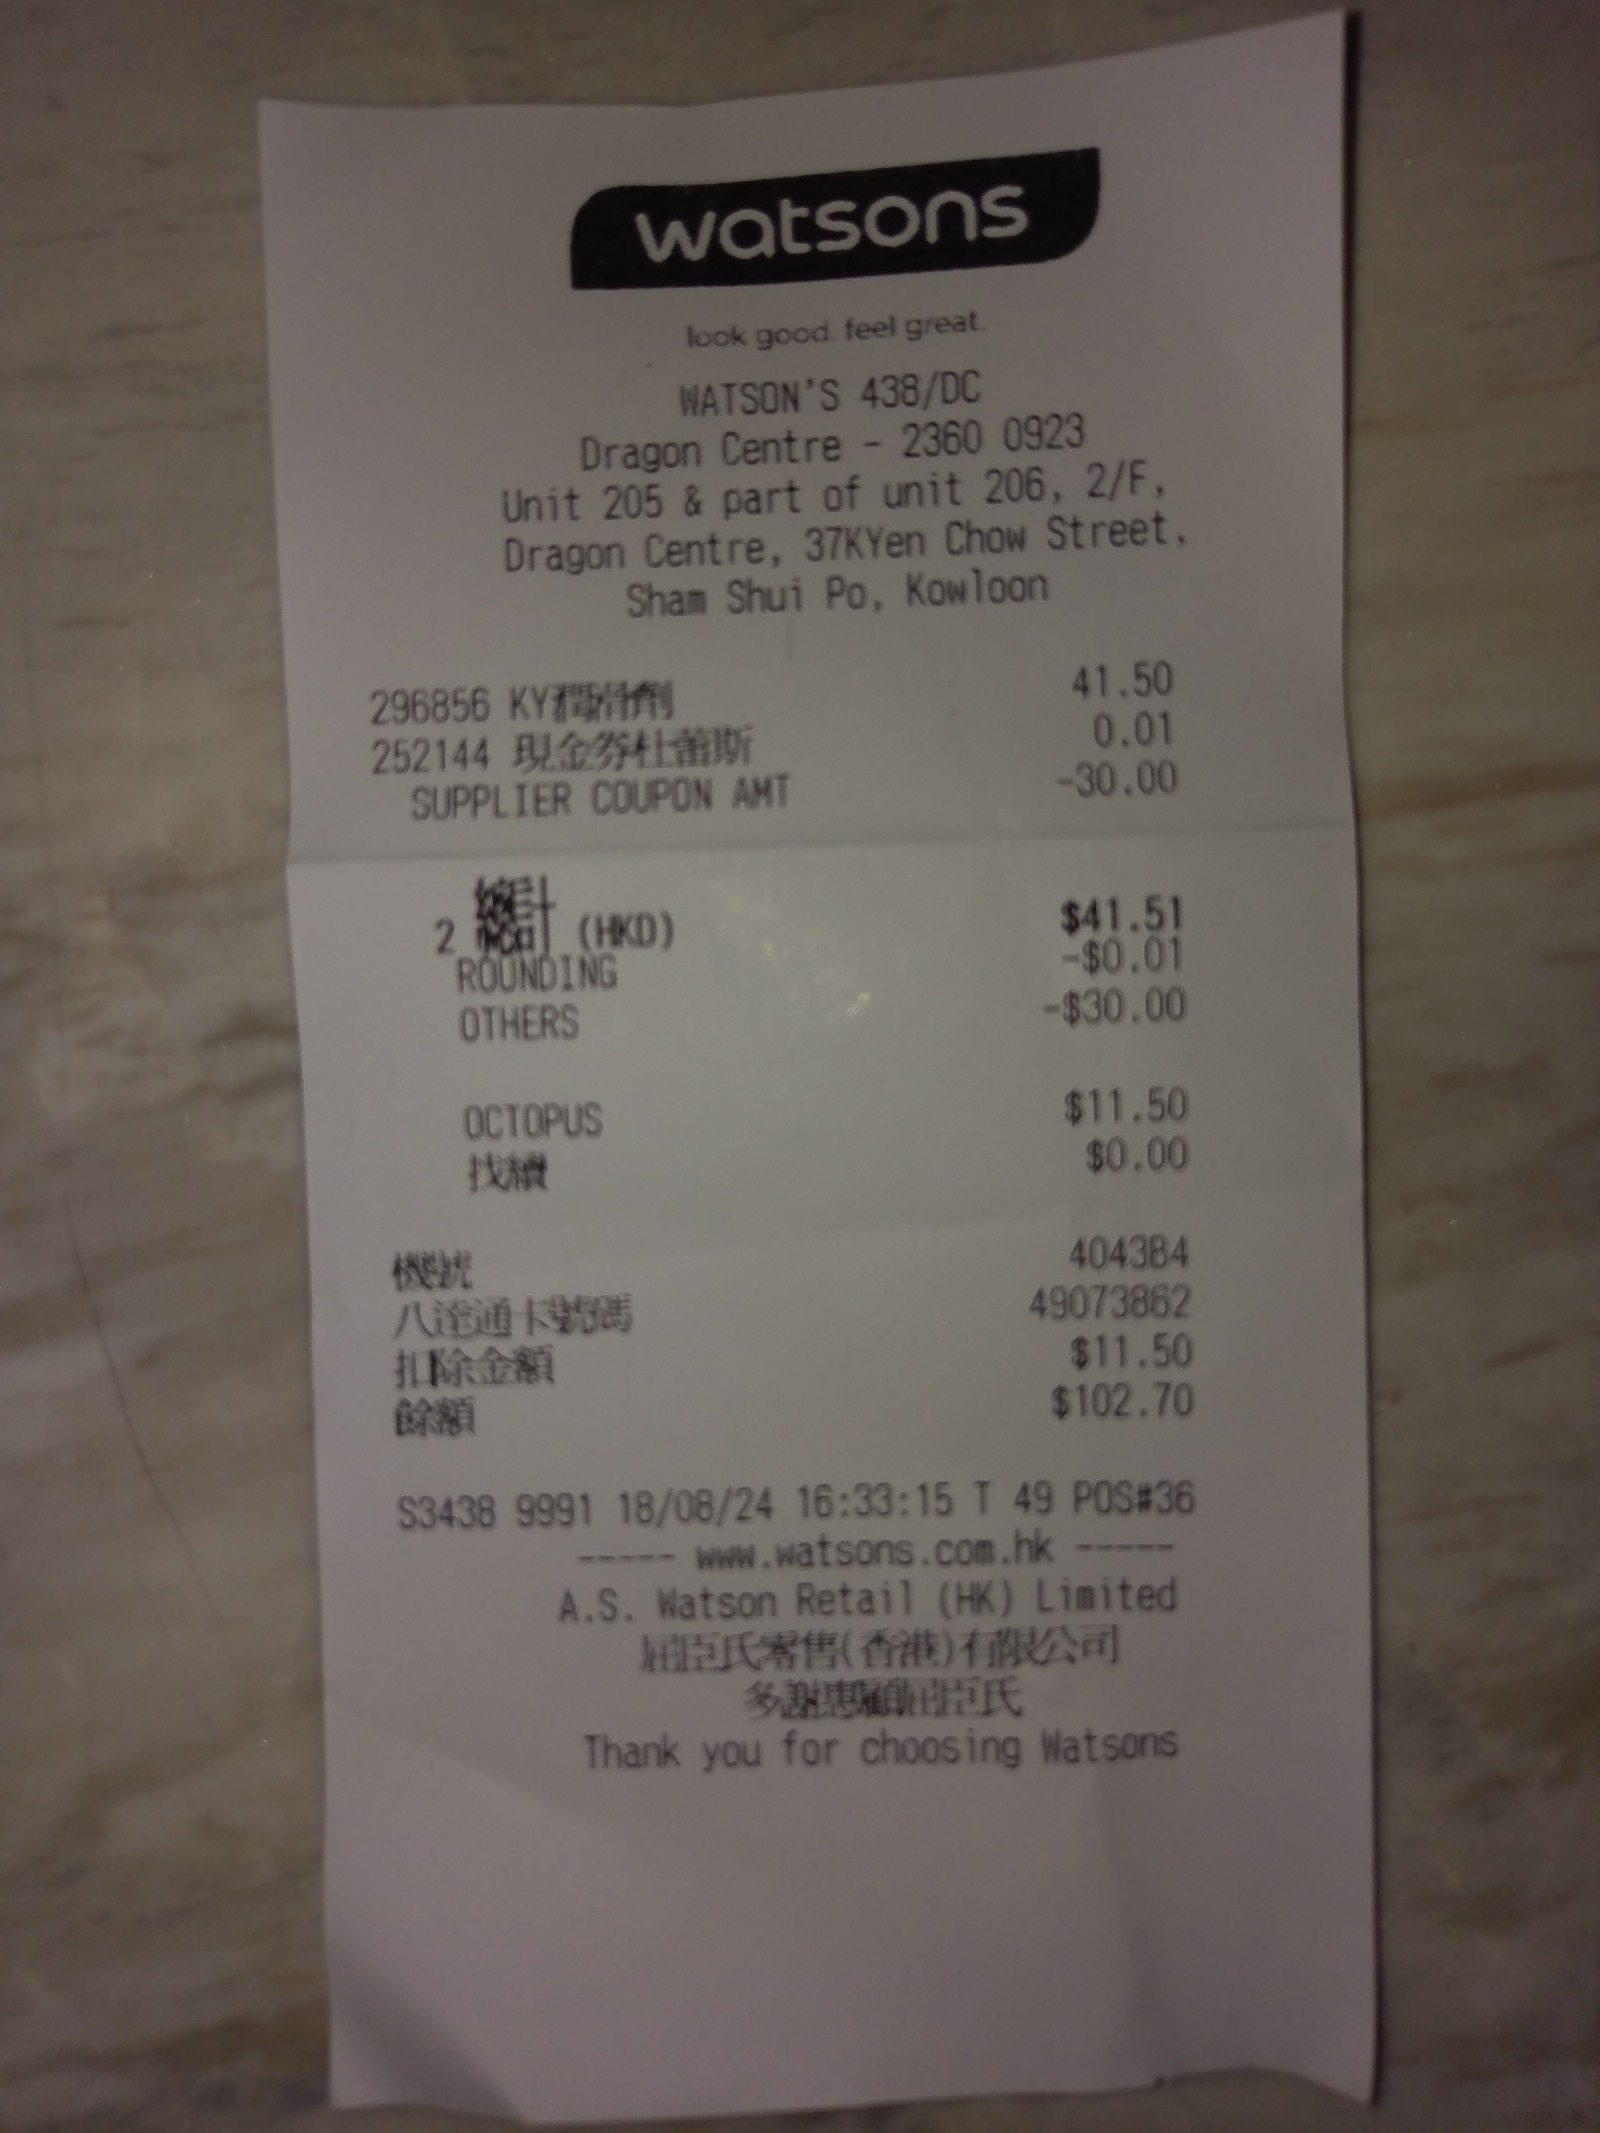 watsons
look good. feel great.
WATSON'S 438/DC
Dragon Centre - 2360 0923
Unit 205 & part of unit 206, 2/F,
Dragon Centre, 37KYen Chow Street,
Sham Shui Po, Kowloon
296856 KY潤滑劑 41.50
252144 現金券杜蕾斯 0.01
SUPPLIER COUPON AMT -30.00
2 總計 (HKD) $41.51
ROUNDING -$0.01
OTHERS -$30.00
OCTOPUS $11.50
找續 $0.00
機號 404384
八達通卡號碼 49073862
扣除金額 $11.50
餘額 $102.70
S3438 9991 18/08/24 16:33:15 T 49 POS#36
----- www.watsons.com.hk -----
A.S. Watson Retail (HK) Limited
屈臣氏零售(香港)有限公司
多謝惠顧屈臣氏
Thank you for choosing Watsons